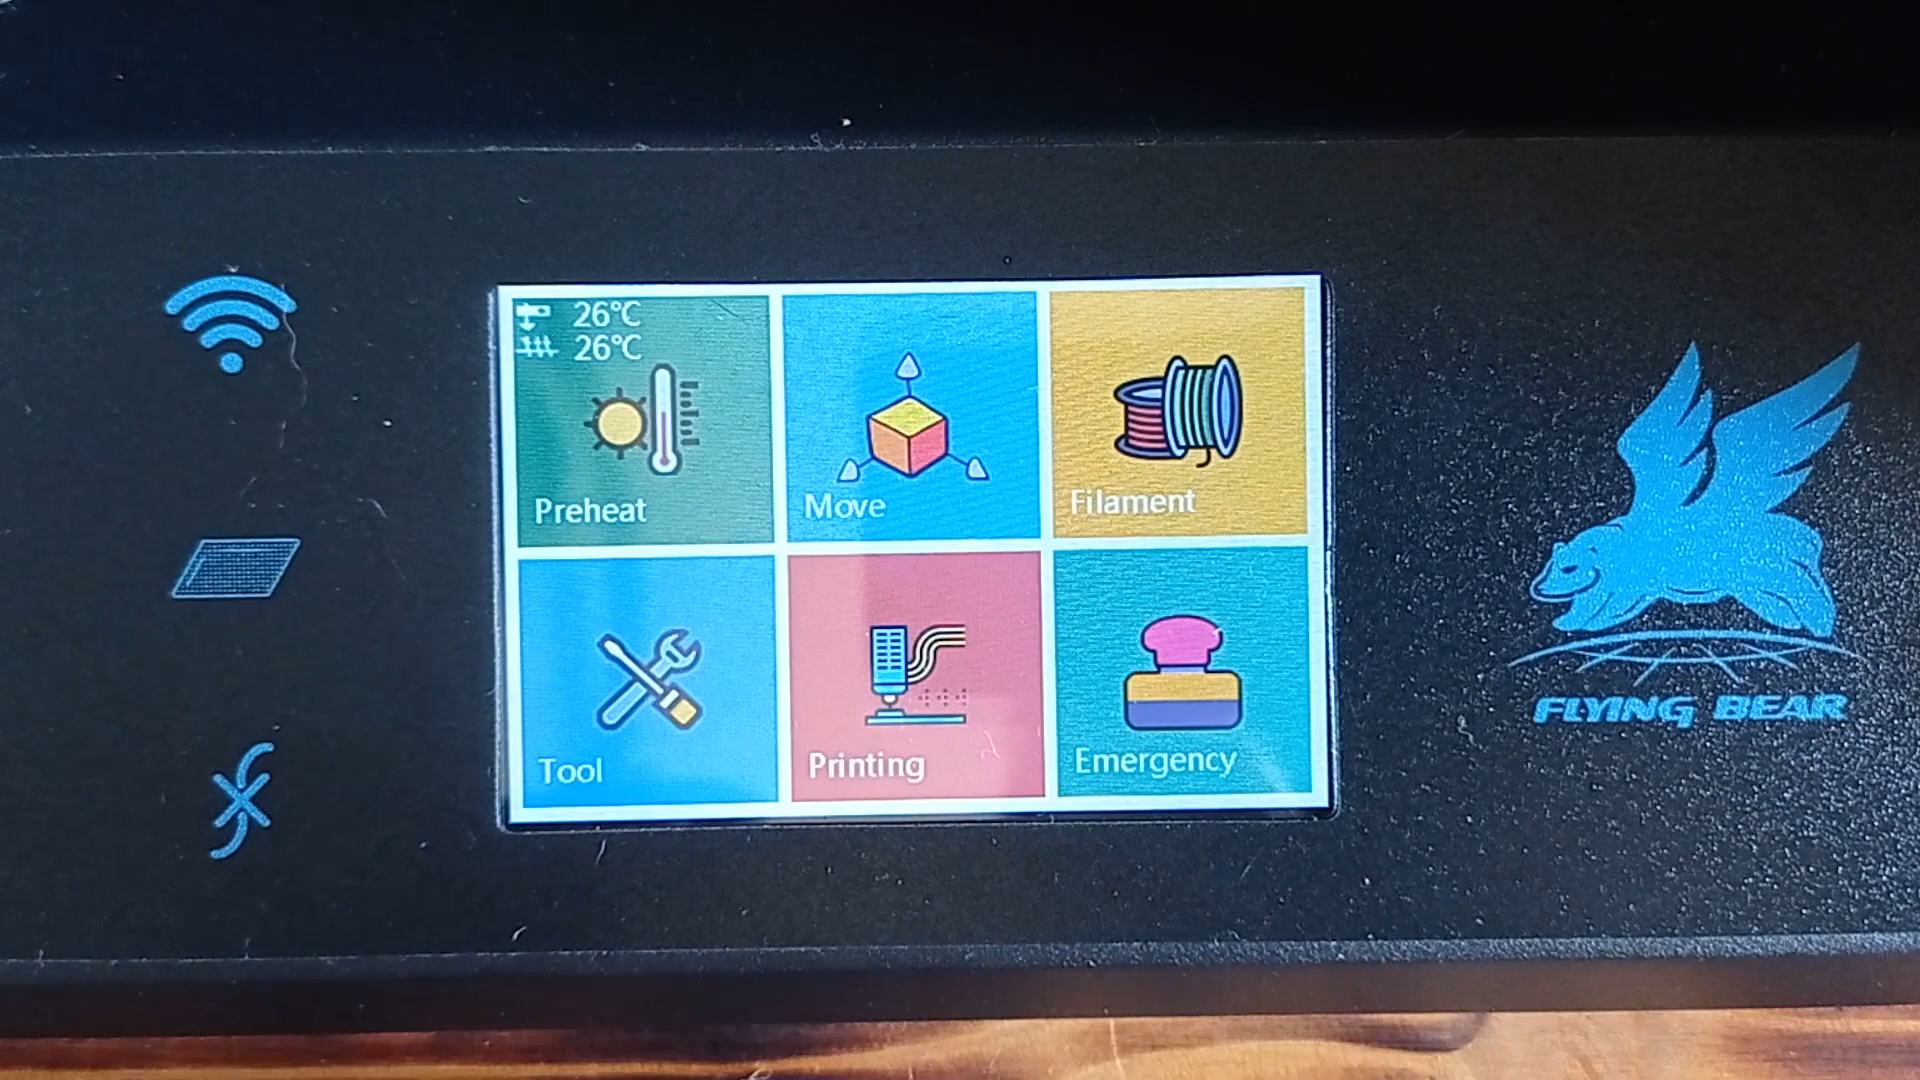 26°C
26°C
Preheat
Move
Filament
Tool
Printing
Emergency
FLYING BEAR